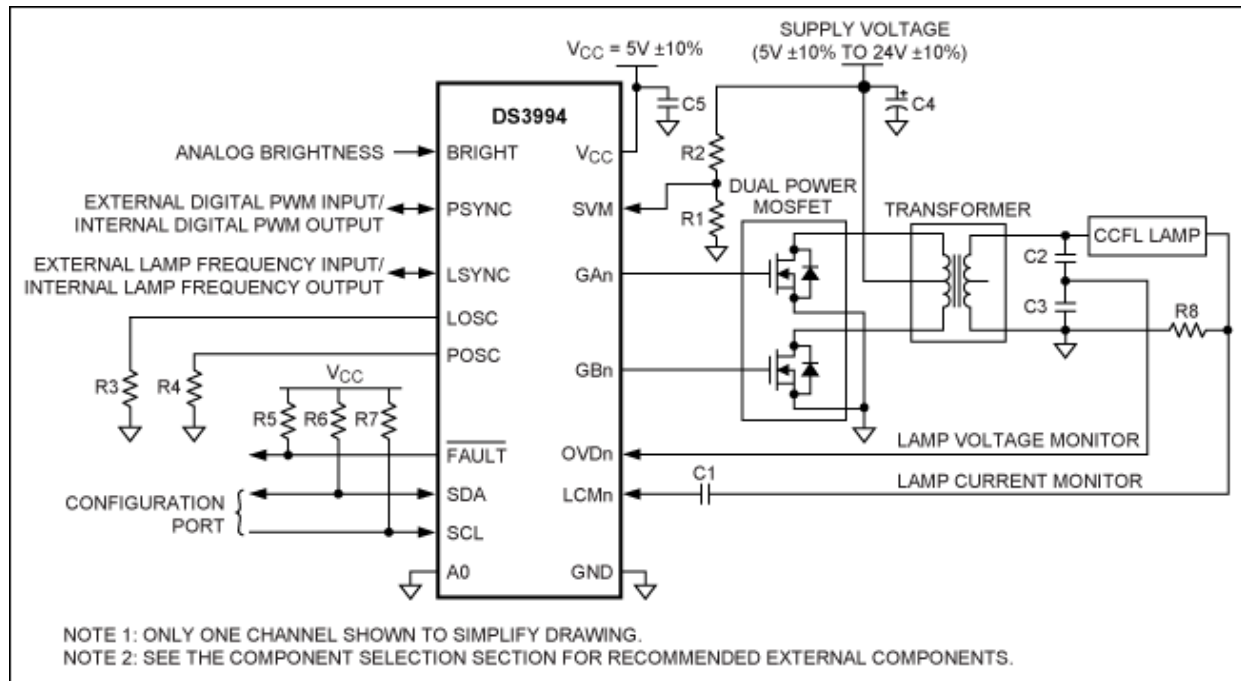 SUPPLY VOLTAGE
(5V ±10% TO 24V ±10%)
VCC = 5V ±10%
C5
C4
DS3994
ANALOG BRIGHTNESS
BRIGHT
VCC
R2
EXTERNAL DIGITAL PWM INPUT/
INTERNAL DIGITAL PWM OUTPUT
PSYNC
SVM
R1
DUAL POWER
MOSFET
TRANSFORMER
CCFL LAMP
EXTERNAL LAMP FREQUENCY INPUT/
INTERNAL LAMP FREQUENCY OUTPUT
LSYNC
GAn
C2
C3
R8
LOSC
POSC
GBn
R3
R4
VCC
R5
R6
R7
FAULT
OVDn
LAMP VOLTAGE MONITOR
CONFIGURATION
PORT
SDA
LCMn
C1
LAMP CURRENT MONITOR
SCL
A0
GND
NOTE 1: ONLY ONE CHANNEL SHOWN TO SIMPLIFY DRAWING.
NOTE 2: SEE THE COMPONENT SELECTION SECTION FOR RECOMMENDED EXTERNAL COMPONENTS.